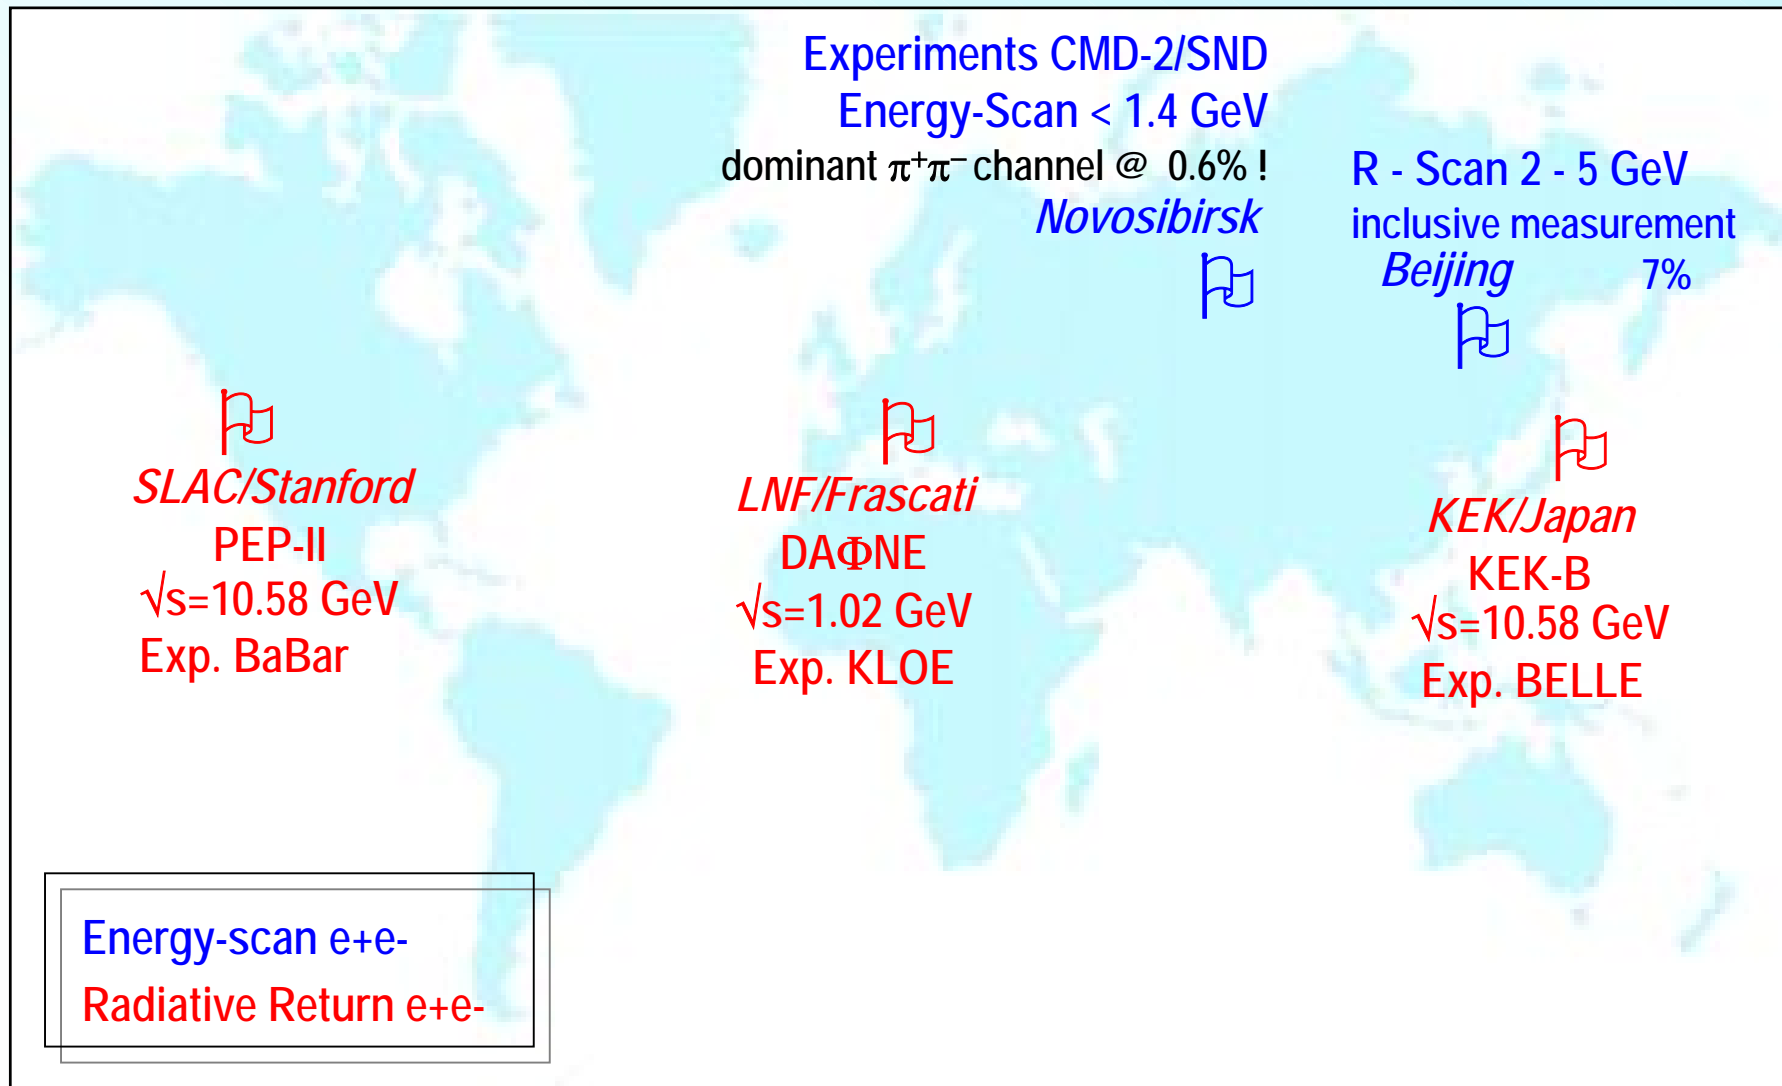 Experiments CMD-2/SND
Energy-Scan < 1.4 GeV
dominant π⁺π⁻ channel @ 0.6% !
Novosibirsk
R - Scan 2 - 5 GeV
inclusive measurement
Beijing 7%
SLAC/Stanford
PEP-II
√s=10.58 GeV
Exp. BaBar
LNF/Frascati
DAΦNE
√s=1.02 GeV
Exp. KLOE
KEK/Japan
KEK-B
√s=10.58 GeV
Exp. BELLE
Energy-scan e+e-
Radiative Return e+e-